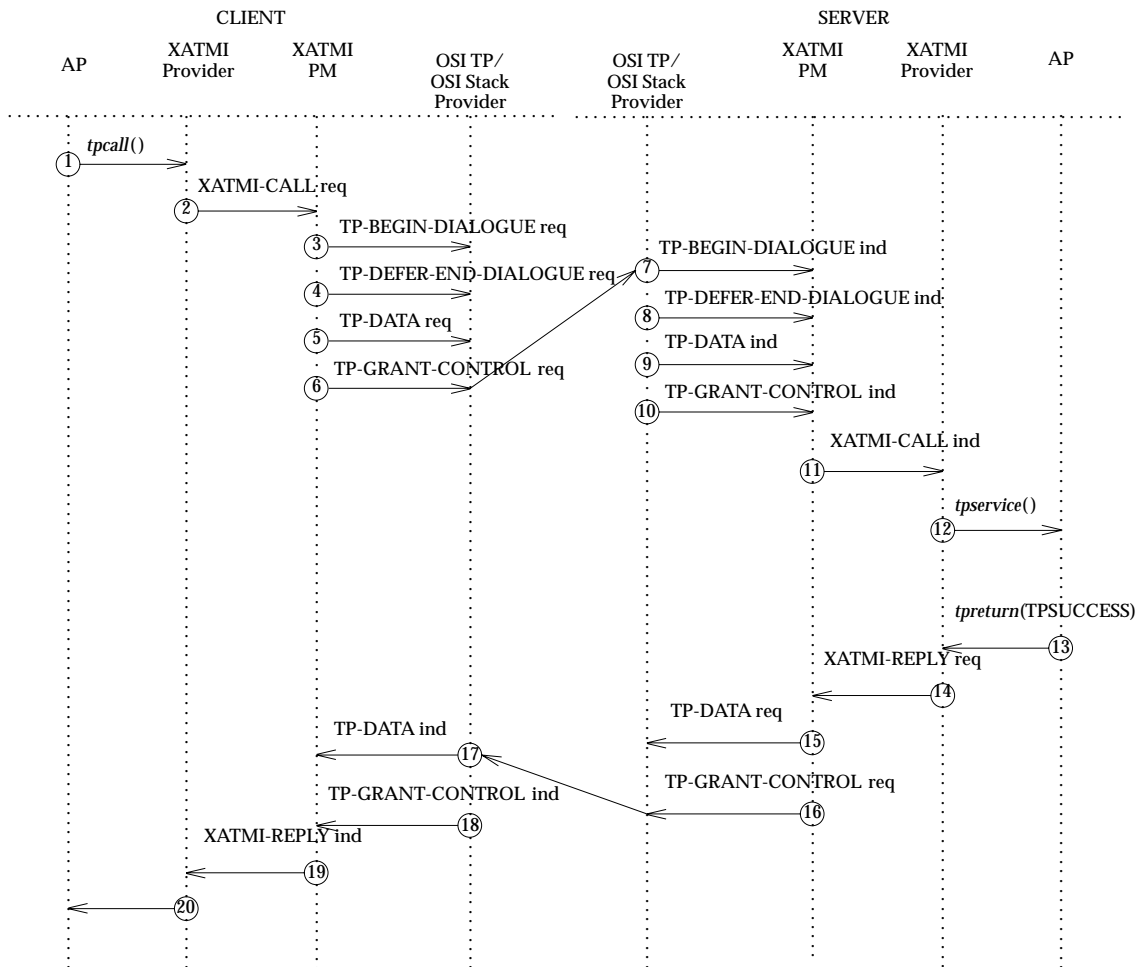 CLIENT
SERVER
AP
XATMI
Provider
XATMI
PM
OSI TP/
OSI Stack
Provider
OSI TP/
OSI Stack
Provider
XATMI
PM
XATMI
Provider
AP
tpcall()
1
XATMI-CALL req
2
TP-BEGIN-DIALOGUE req
3
TP-DEFER-END-DIALOGUE req
4
TP-DATA req
5
TP-GRANT-CONTROL req
6
TP-BEGIN-DIALOGUE ind
7
TP-DEFER-END-DIALOGUE ind
8
TP-DATA ind
9
TP-GRANT-CONTROL ind
10
XATMI-CALL ind
11
tpservice()
12
tpreturn(TPSUCCESS)
13
XATMI-REPLY req
14
TP-DATA req
15
TP-GRANT-CONTROL req
16
TP-DATA ind
17
TP-GRANT-CONTROL ind
18
XATMI-REPLY ind
19
20